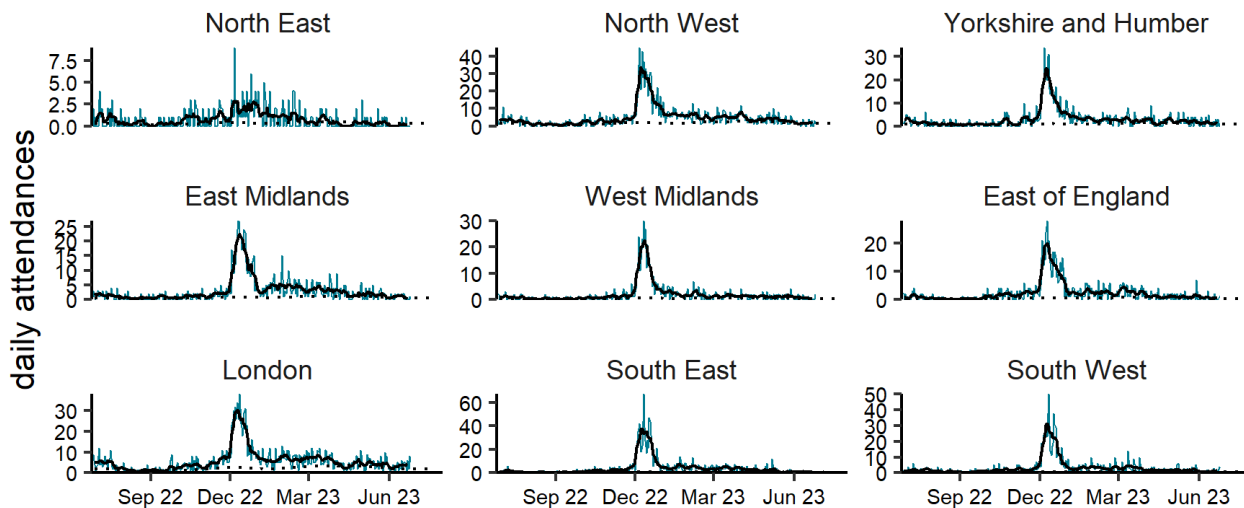 North East North West Yorkshire and Humber
7.5 40 30
5.0 30 20
2.5 20 10
0.0 10 0
0
East Midlands West Midlands East of England
25 30 20
20 20 10
15 10 0
10 0
5
0
London South East South West
30 60 50
20 40 40
10 20 30
0 0 20
10
0
Sep 22 Dec 22 Mar 23 Jun 23 Sep 22 Dec 22 Mar 23 Jun 23 Sep 22 Dec 22 Mar 23 Jun 23
daily attendances